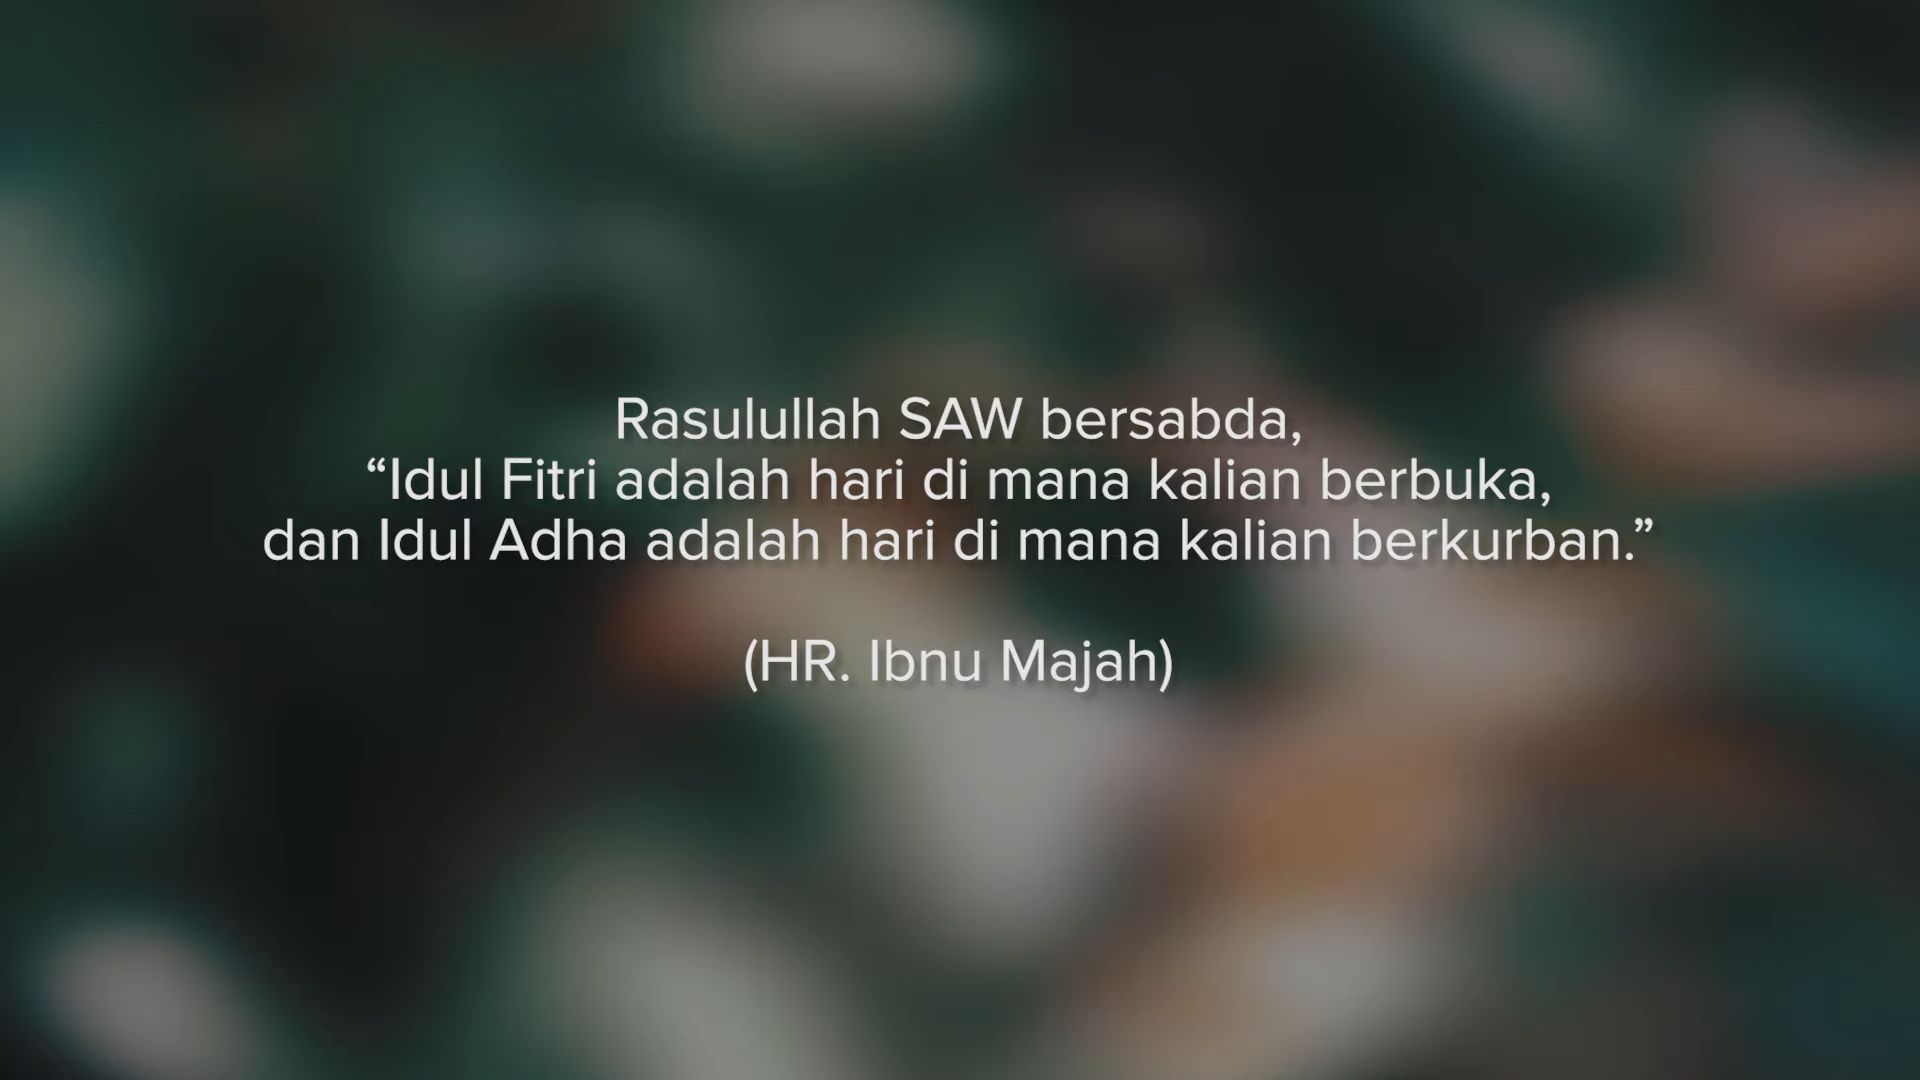 Rasulullah SAW bersabda,
“Idul Fitri adalah hari di mana kalian berbuka,
dan Idul Adha adalah hari di mana kalian berkurban.”
(HR. Ibnu Majah)